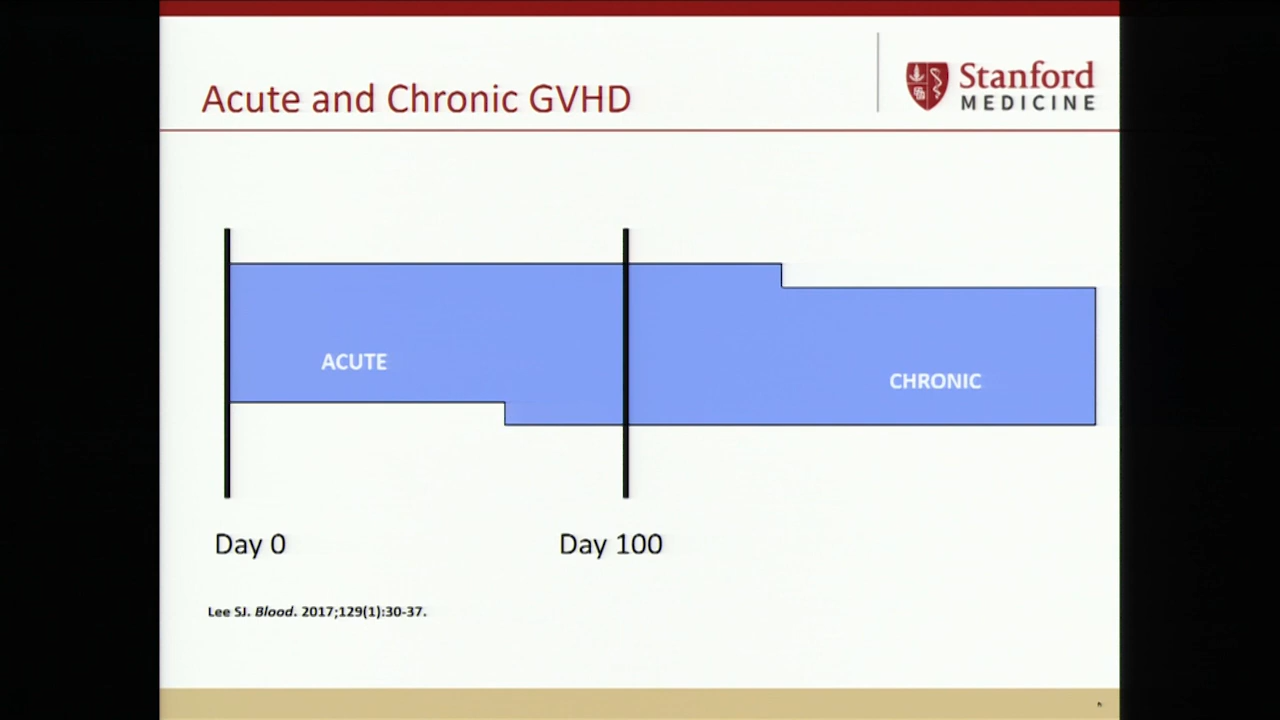 Acute and Chronic GVHD
Stanford
MEDICINE
ACUTE
CHRONIC
Day 0
Day 100
Lee SJ. Blood. 2017;129(1):30-37.